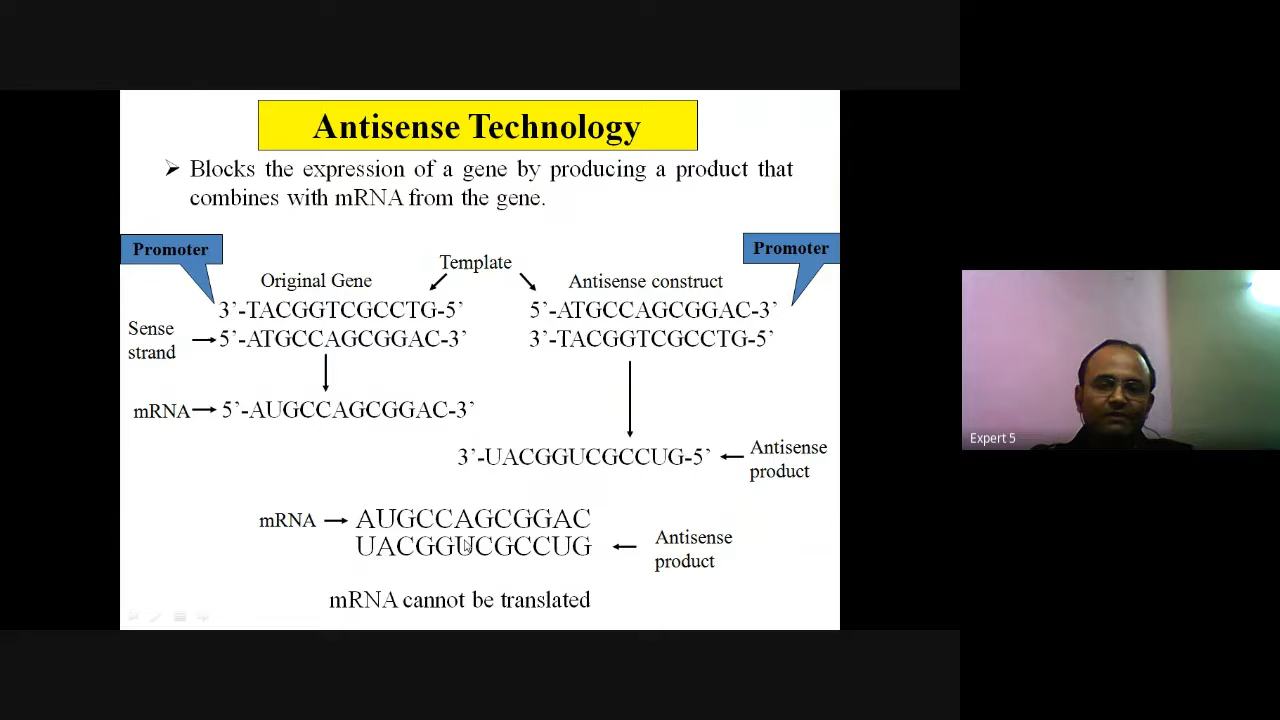 Antisense Technology
➢ Blocks the expression of a gene by producing a product that
combines with mRNA from the gene.
Promoter
Promoter
Template
Original Gene
Antisense construct
3’-TACGGTCGCCTG-5’
5’-ATGCCAGCGGAC-3’
Sense
strand
5’-ATGCCAGCGGAC-3’
3’-TACGGTCGCCTG-5’
mRNA
5’-AUGCCAGCGGAC-3’
3’-UACGGUCGCCUG-5’
Antisense
product
mRNA
AUGCCAGCGGAC
UACGGUCGCCUG
Antisense
product
mRNA cannot be translated
Expert 5